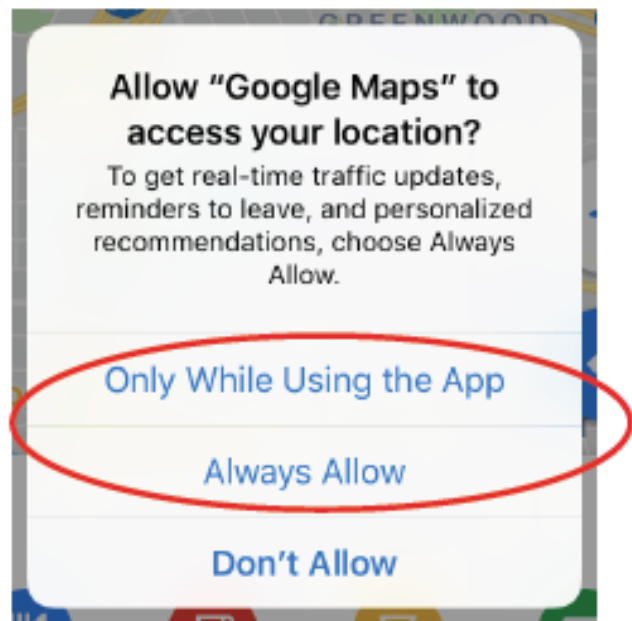 GREENWOOD
Allow “Google Maps” to
access your location?
To get real-time traffic updates,
reminders to leave, and personalized
recommendations, choose Always
Allow.
Only While Using the App
Always Allow
Don’t Allow